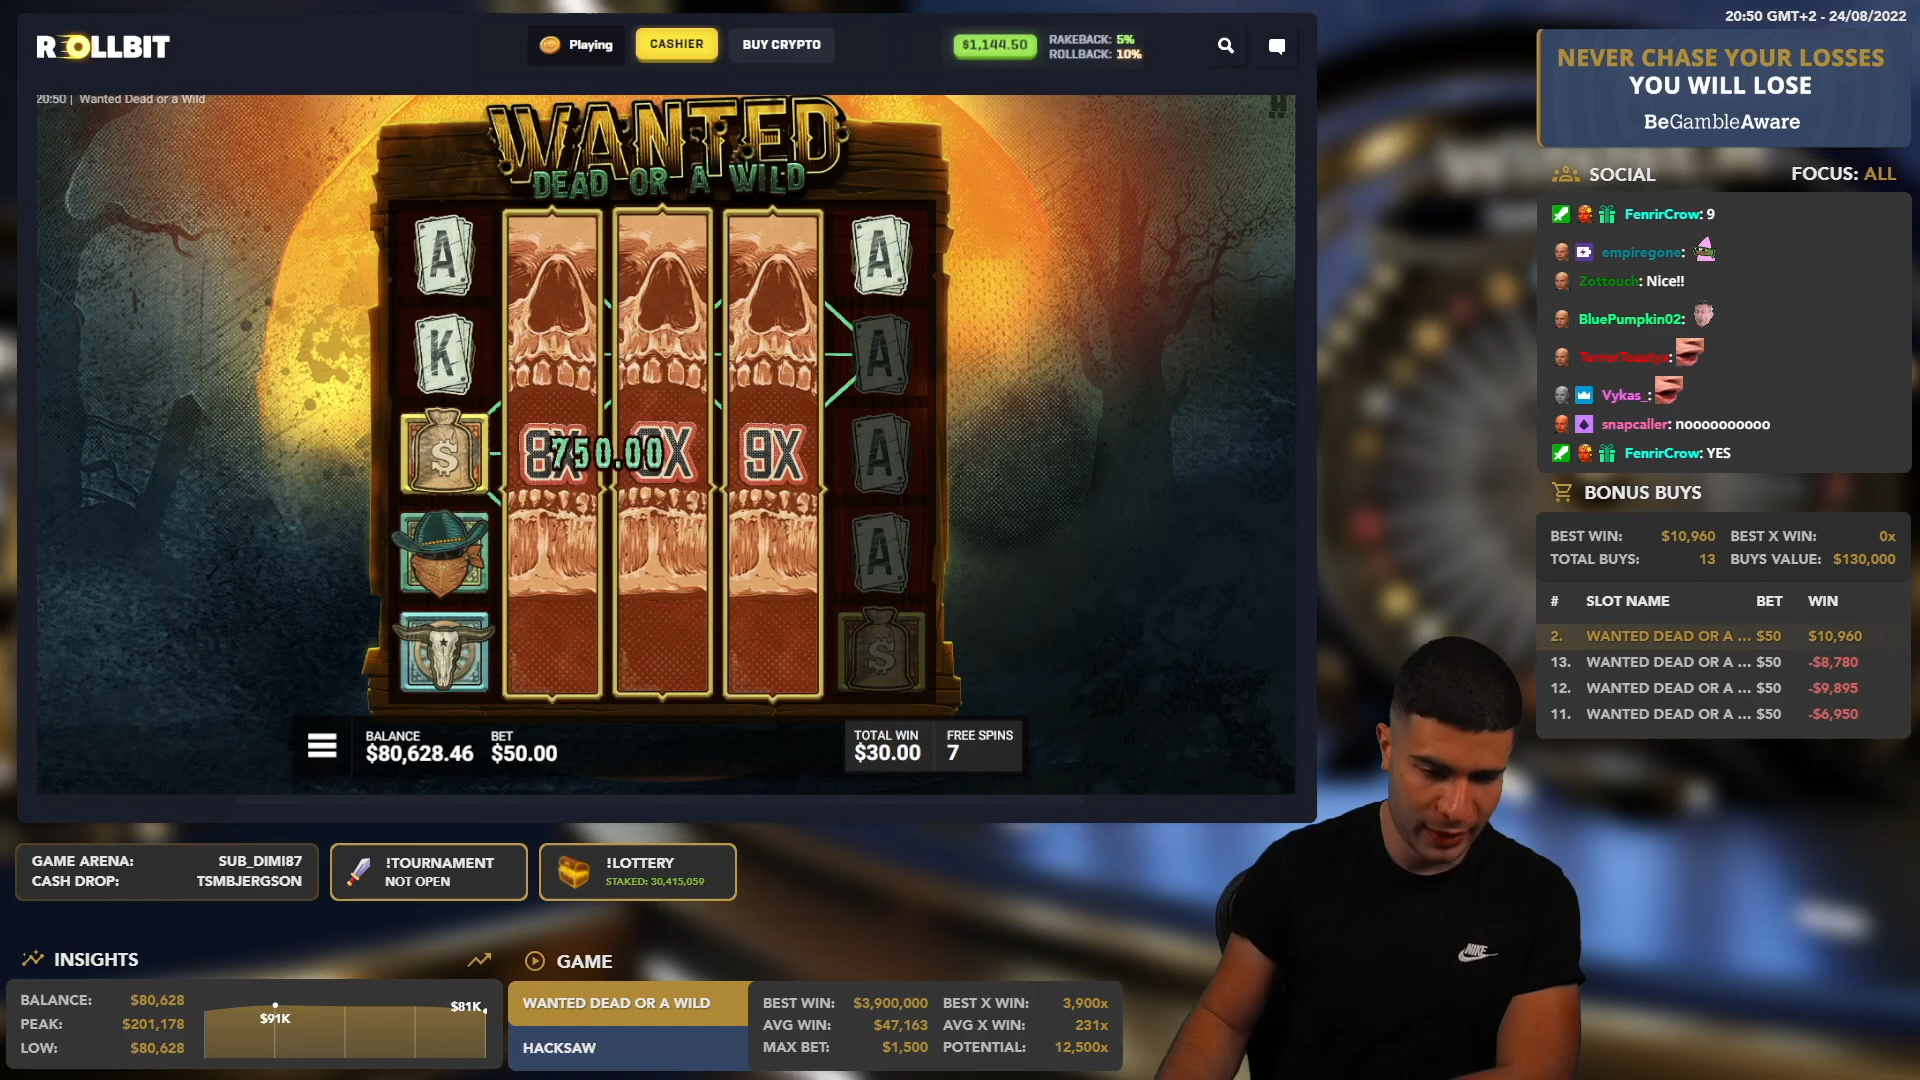 20:50 GMT+2 - 24/08/2022
ROLLBIT
Playing
CASHIER
BUY CRYPTO
$1,144.50
RAKEBACK: 5%
ROLLBACK: 10%
20:50 | Wanted Dead or a Wild
WANTED
DEAD OR A WILD
A
A
K
A
$
8X
750.00
9X
A
A
$
BALANCE
$80,628.46
BET
$50.00
TOTAL WIN
$30.00
FREE SPINS
7
NEVER CHASE YOUR LOSSES
YOU WILL LOSE
BeGambleAware
SOCIAL
FOCUS: ALL
FenrirCrow: 9
empiregone:
Zottouch: Nice!!
BluePumpkin02:
TerrorToastyx:
Vykas_:
snapcaller: noooooooooo
FenrirCrow: YES
BONUS BUYS
BEST WIN: $10,960 BEST X WIN: 0x
TOTAL BUYS: 13 BUYS VALUE: $130,000
# SLOT NAME BET WIN
2. WANTED DEAD OR A ... $50 $10,960
13. WANTED DEAD OR A ... $50 -$8,780
12. WANTED DEAD OR A ... $50 -$9,895
11. WANTED DEAD OR A ... $50 -$6,950
GAME ARENA: SUB_DIMI87
CASH DROP: TSMBJERGSON
!TOURNAMENT
NOT OPEN
!LOTTERY
STAKED: 30,415,059
INSIGHTS
BALANCE: $80,628
PEAK: $201,178
LOW: $80,628
$91K
$81K
GAME
WANTED DEAD OR A WILD
HACKSAW
BEST WIN: $3,900,000 BEST X WIN: 3,900x
AVG WIN: $47,163 AVG X WIN: 231x
MAX BET: $1,500 POTENTIAL: 12,500x
NIKE